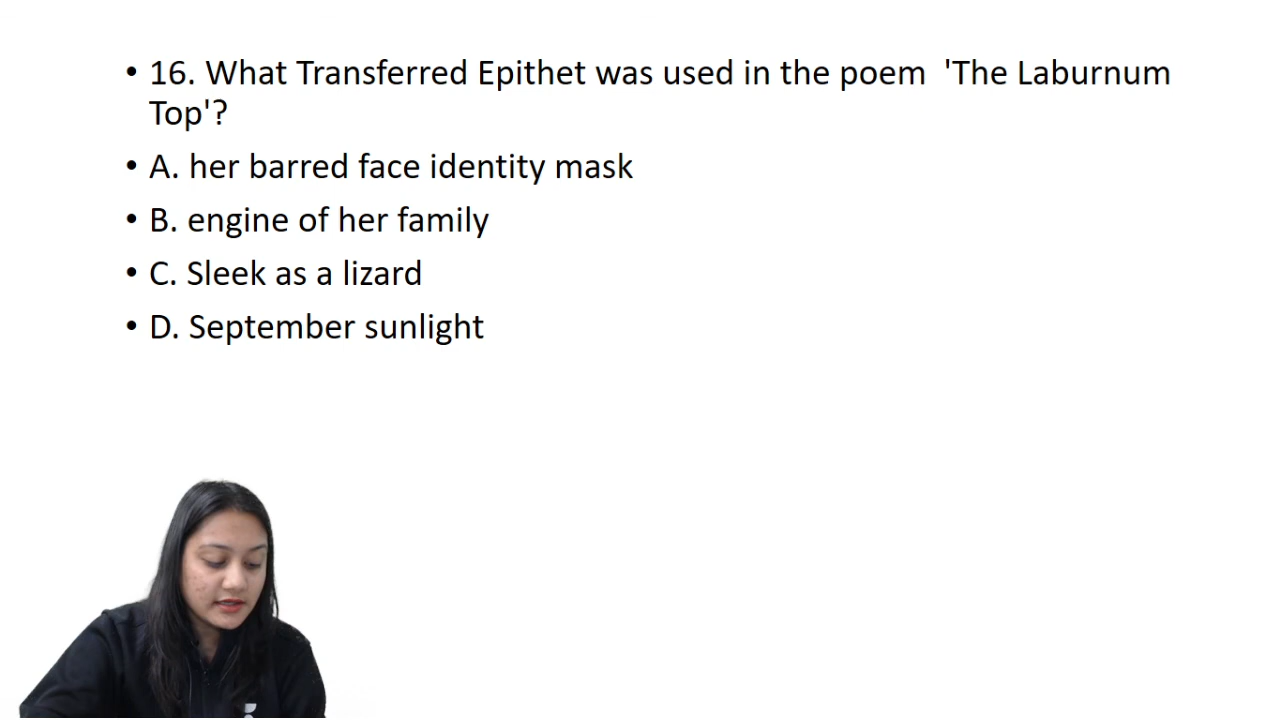 • 16. What Transferred Epithet was used in the poem 'The Laburnum
Top'?
• A. her barred face identity mask
• B. engine of her family
• C. Sleek as a lizard
• D. September sunlight